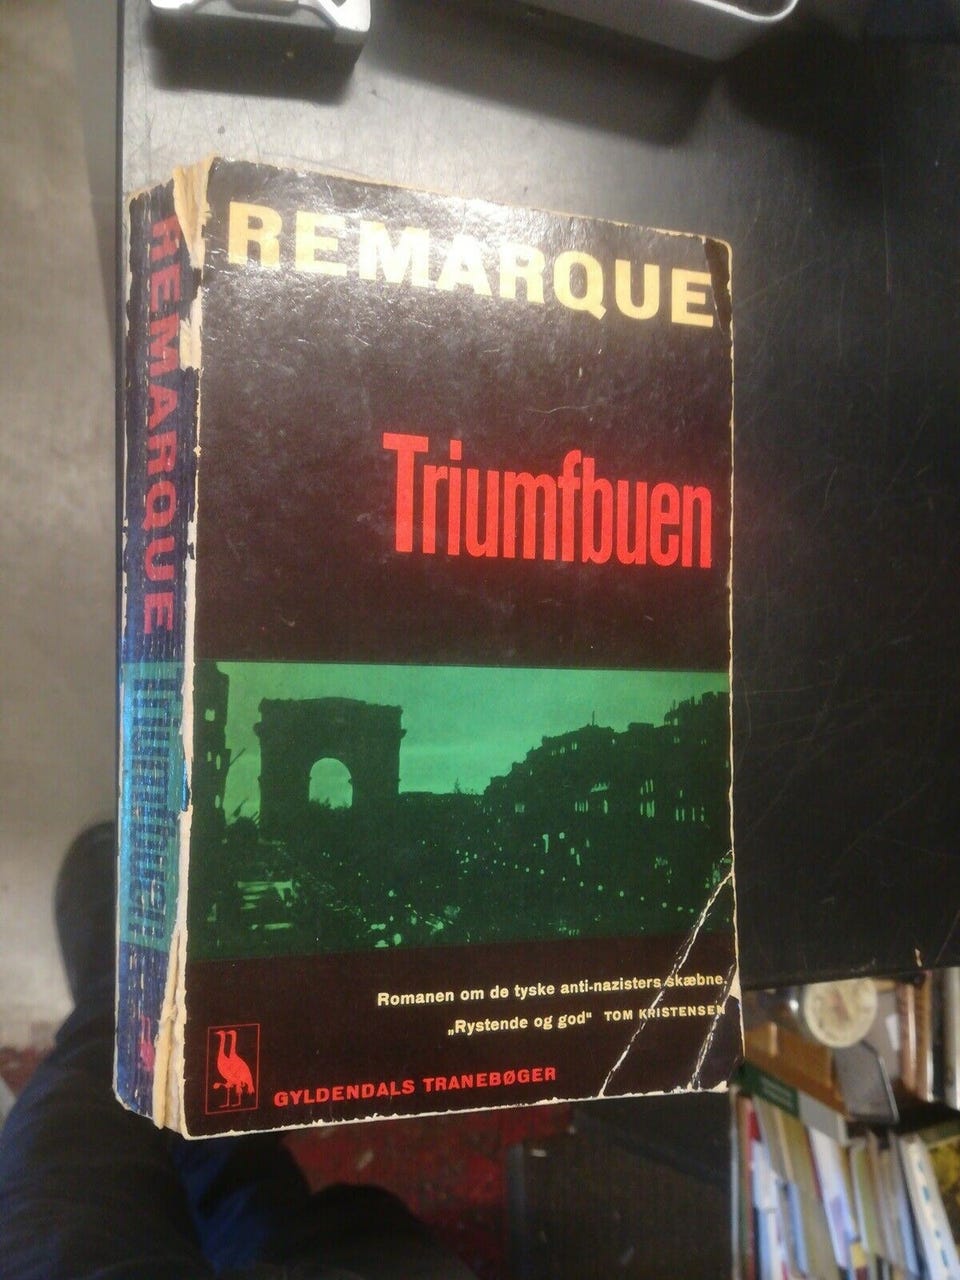 REMARQUE
Triumfbuen
Romanen om de tyske anti-nazisters skæbne.
„Rystende og god" TOM KRISTENSEN
GYLDENDALS TRANEBØGER
REMARQUE
Triumfbuen